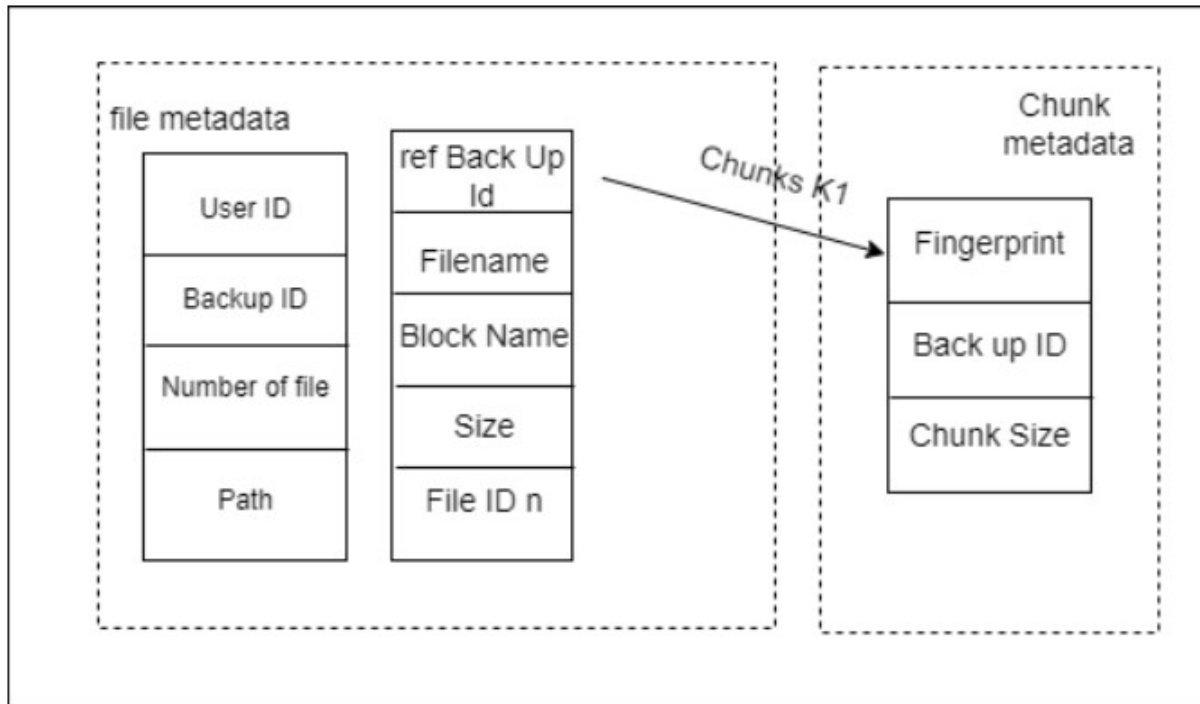 file metadata
User ID
Backup ID
Number of file
Path
ref Back Up
Id
Filename
Block Name
Size
File ID n
Chunks K1
Chunk
metadata
Fingerprint
Back up ID
Chunk Size